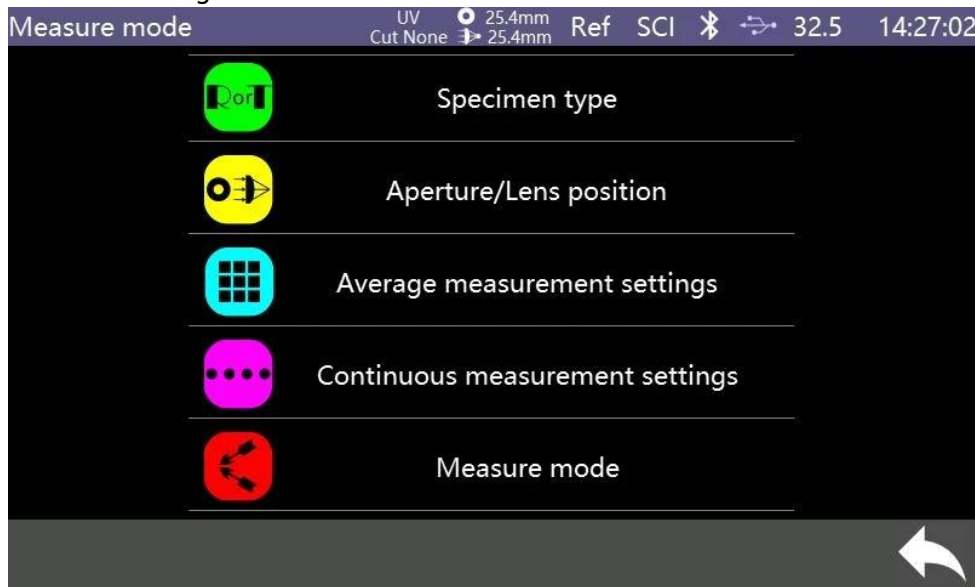 Measure mode
UV 25.4mm
Cut None 25.4mm
Ref SCI 32.5 14:27:02
RorT
Specimen type
Aperture/Lens position
Average measurement settings
Continuous measurement settings
Measure mode